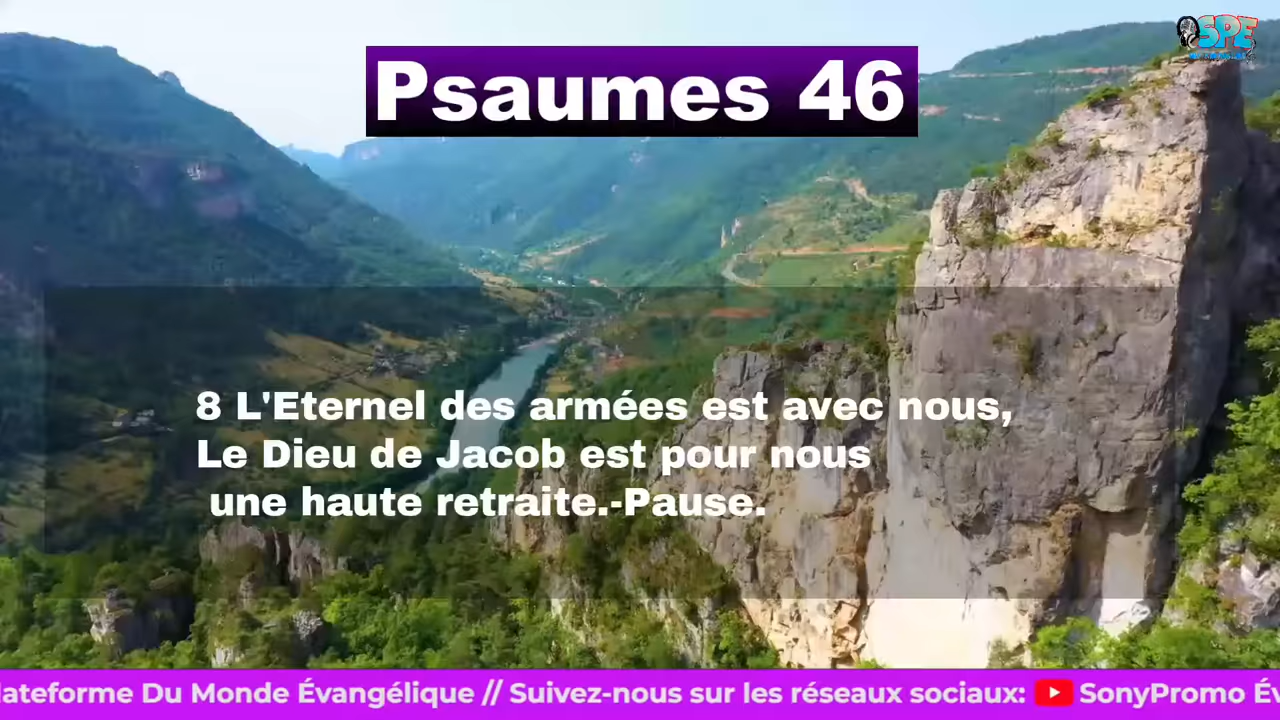 SPE
Psaumes 46
8 L'Eternel des armées est avec nous,
Le Dieu de Jacob est pour nous
une haute retraite.-Pause.
lateforme Du Monde Évangélique // Suivez-nous sur les réseaux sociaux: SonyPromo Év